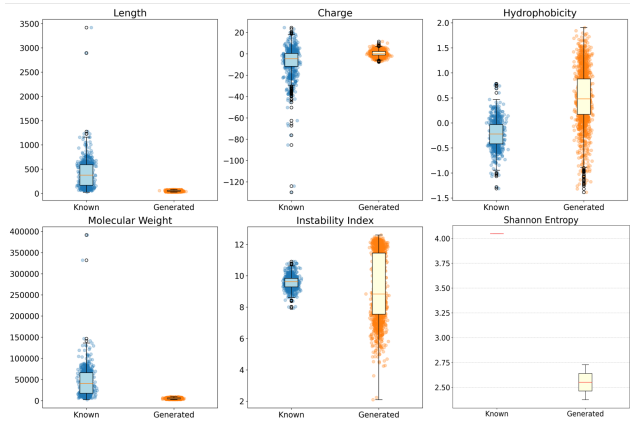 Length
3500
3000
2500
2000
1500
1000
500
0
Known
Generated
Charge
20
0
−20
−40
−60
−80
−100
−120
Known
Generated
Hydrophobicity
2.0
1.5
1.0
0.5
0.0
−0.5
−1.0
−1.5
Known
Generated
Molecular Weight
400000
350000
300000
250000
200000
150000
100000
50000
0
Known
Generated
Instability Index
12
10
8
6
4
2
Known
Generated
Shannon Entropy
4.00
3.75
3.50
3.25
3.00
2.75
2.50
Known
Generated